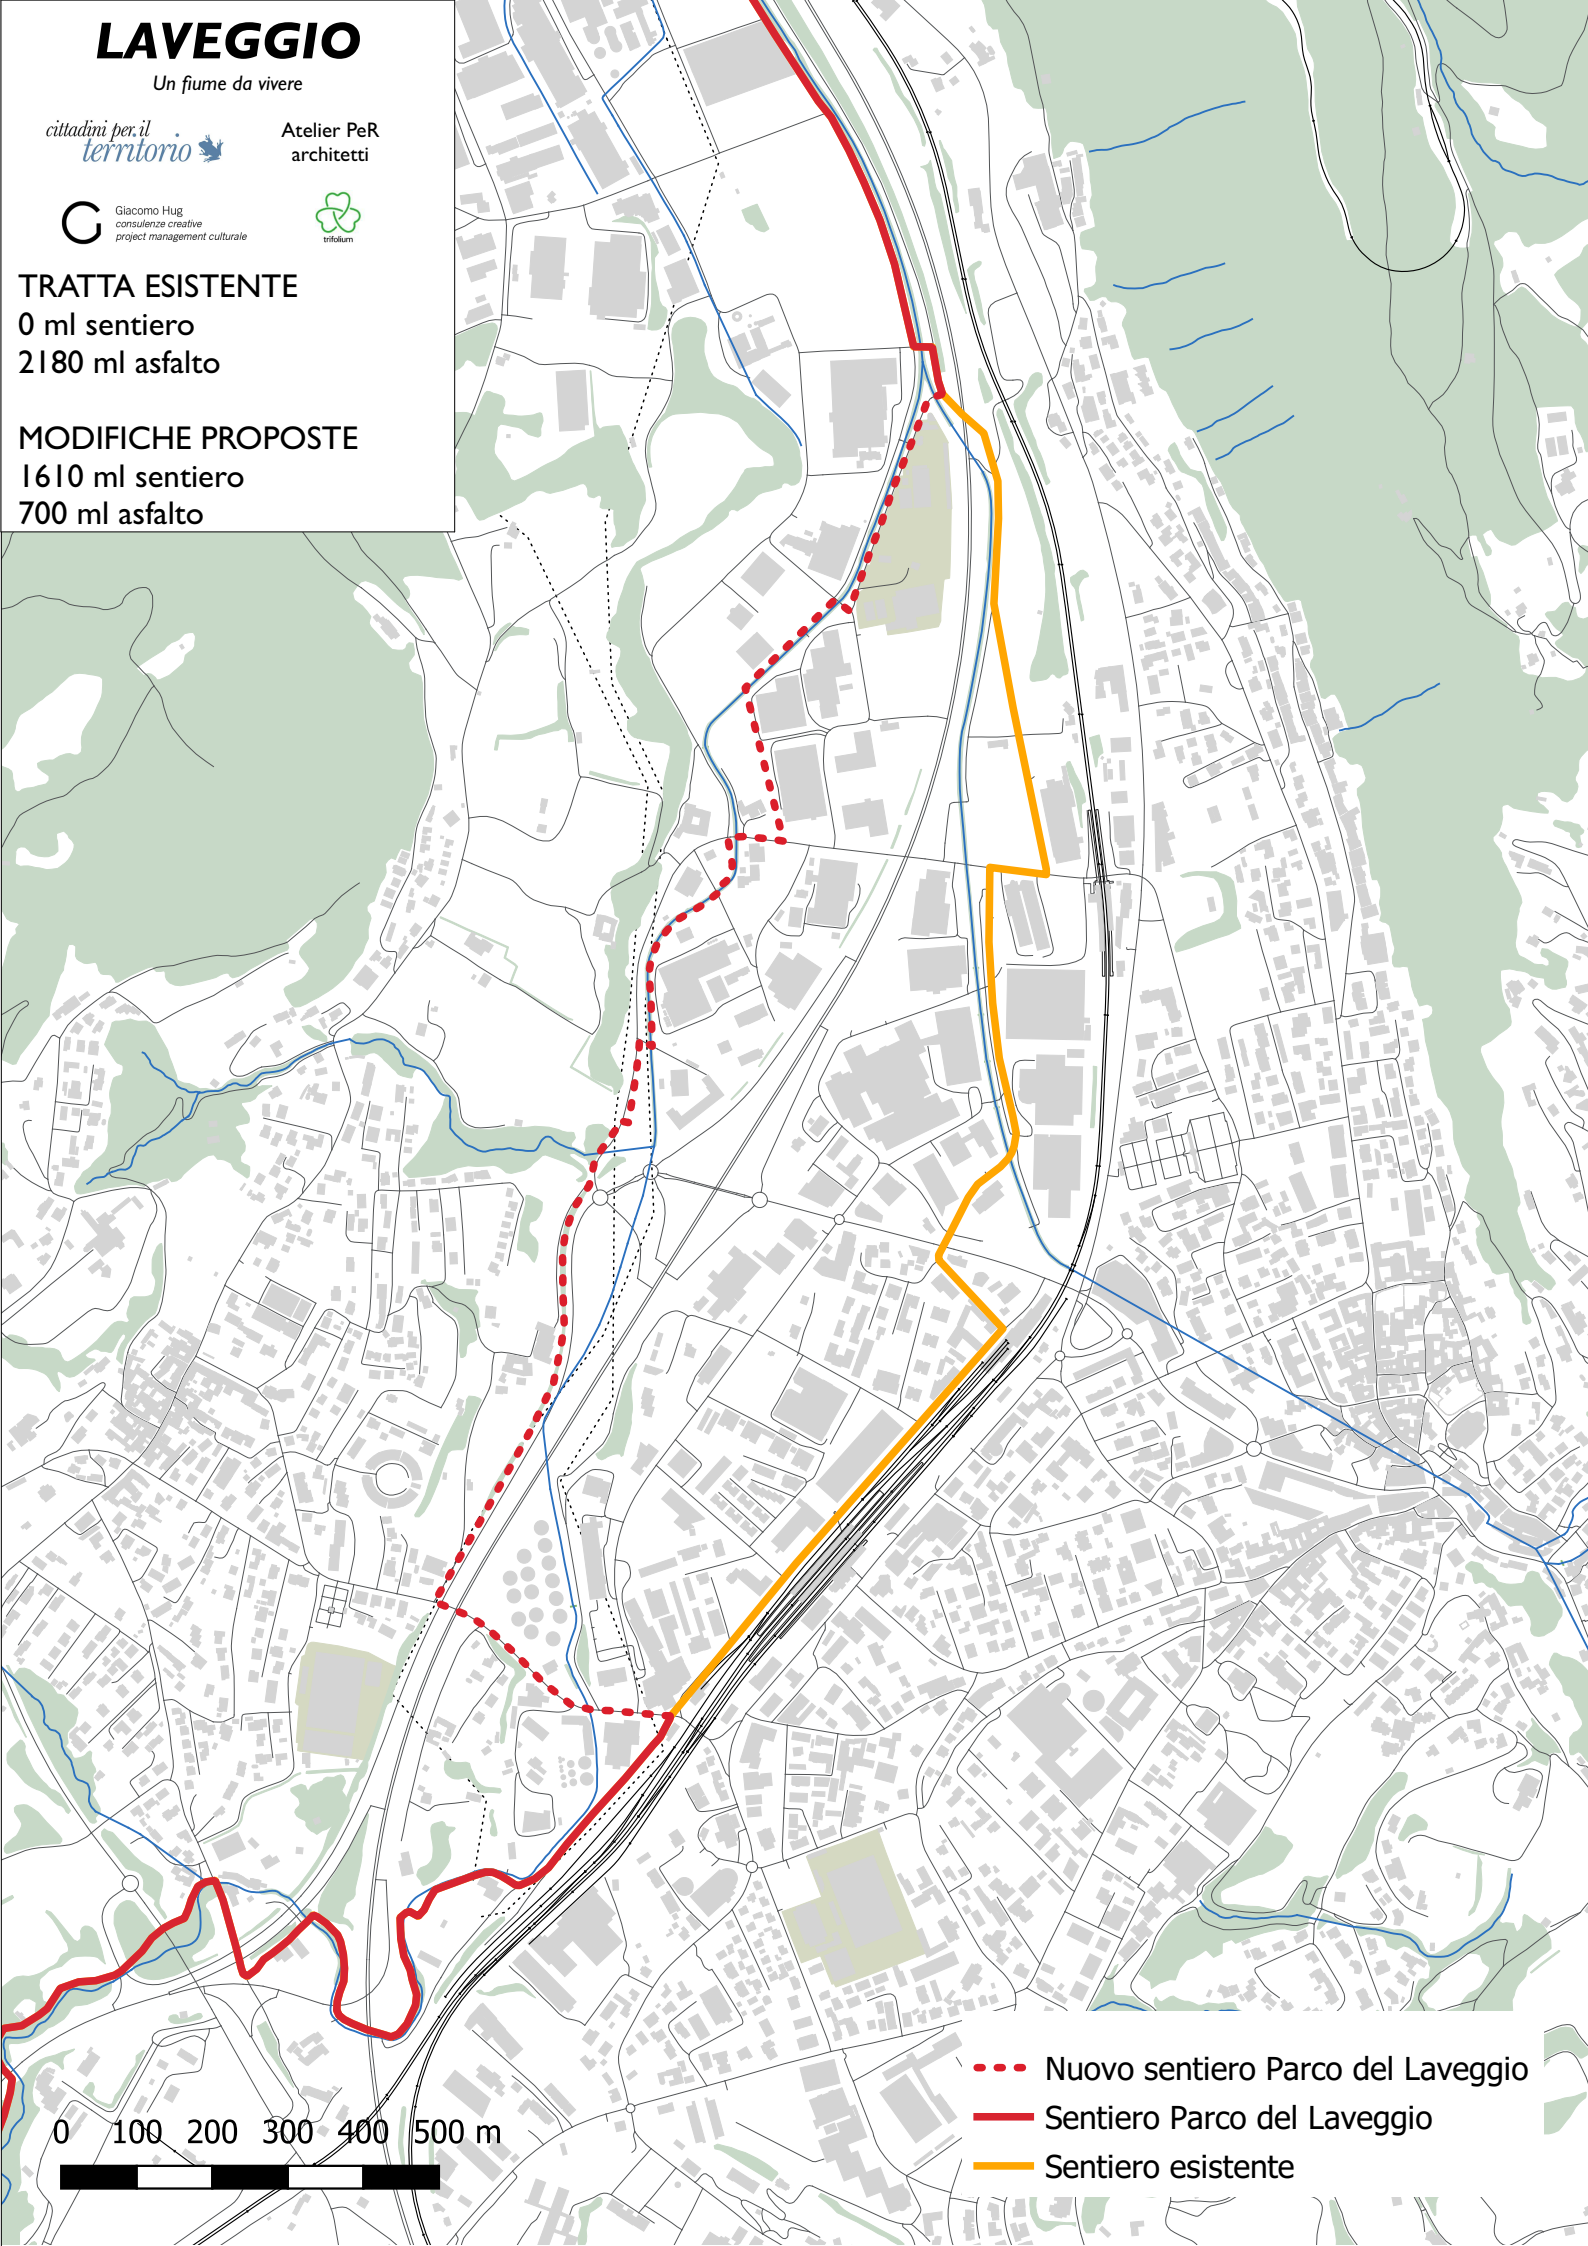 LAVEGGIO
Un fiume da vivere
cittadini per il
territorio
Atelier PeR
architetti
Giacomo Hug
consulenze creative
project management culturale
trifolium
TRATTA ESISTENTE
0 ml sentiero
2180 ml asfalto
MODIFICHE PROPOSTE
1610 ml sentiero
700 ml asfalto
Nuovo sentiero Parco del Laveggio
Sentiero Parco del Laveggio
Sentiero esistente
0 100 200 300 400 500 m